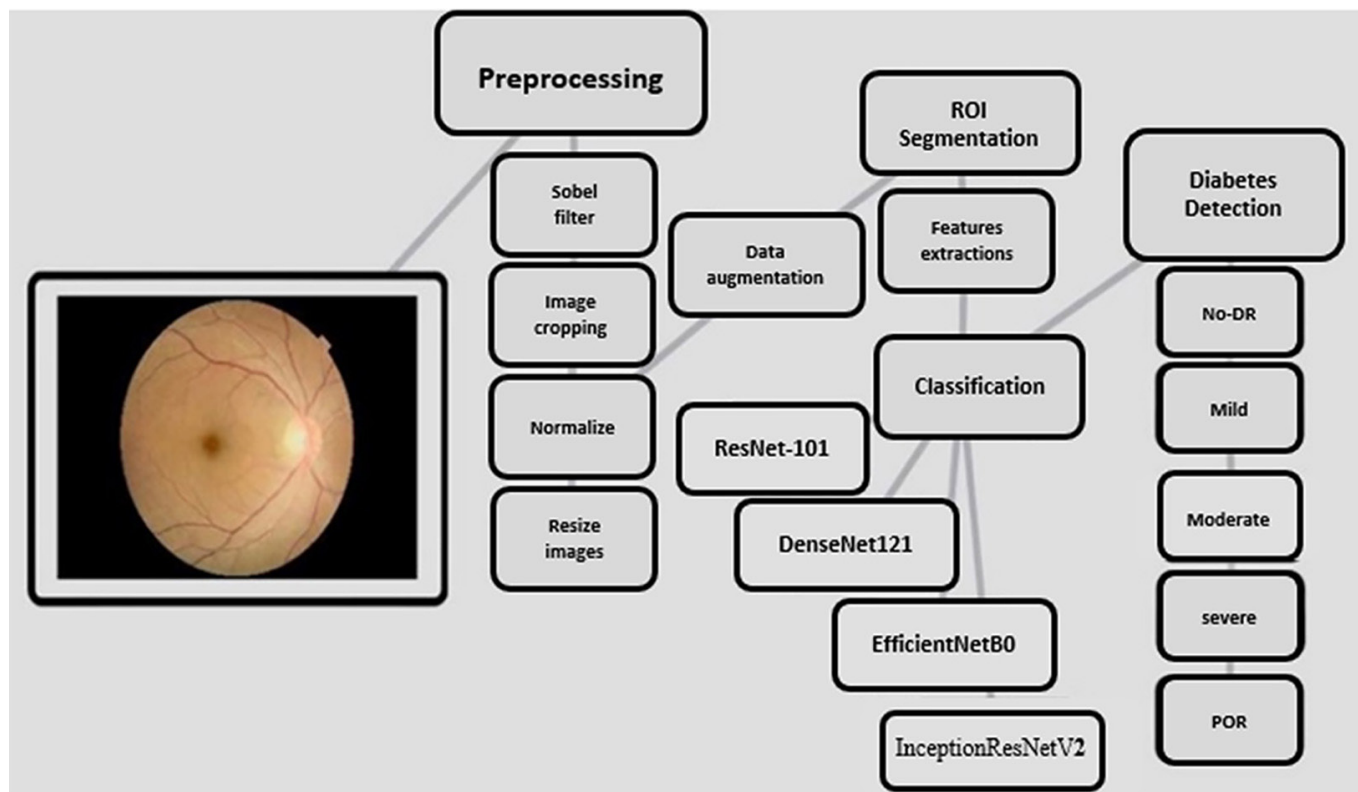 Preprocessing
Sobel
filter
Image
cropping
Normalize
Resize
images
Data
augmentation
ROI
Segmentation
Features
extractions
Classification
ResNet-101
DenseNet121
EfficientNetB0
InceptionResNetV2
Diabetes
Detection
No-DR
Mild
Moderate
severe
POR